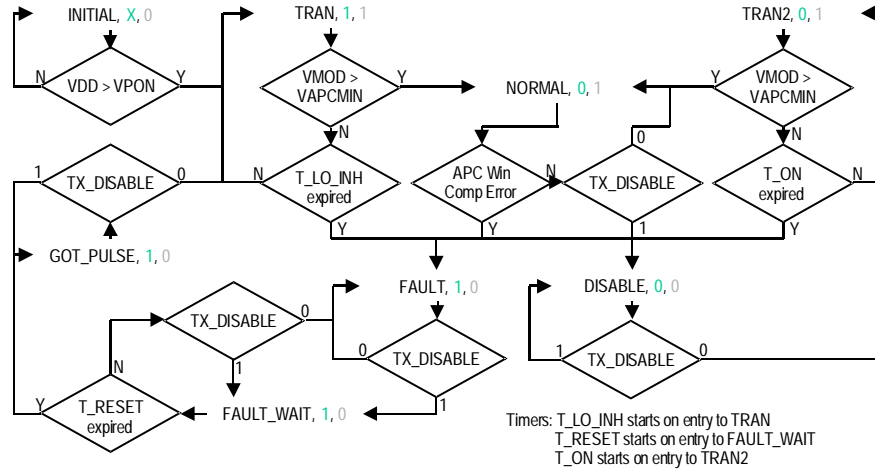 INITIAL, X, 0
TRAN, 1, 1
TRAN2, 0, 1
N
VDD > VPON
Y
VMOD >
VAPCMIN
Y
N
NORMAL, 0, 1
Y
VMOD >
VAPCMIN
N
0
1
TX_DISABLE
0
N
T_LO_INH
expired
Y
APC Win
Comp Error
N
Y
TX_DISABLE
1
T_ON
expired
N
Y
GOT_PULSE, 1, 0
FAULT, 1, 0
DISABLE, 0, 0
TX_DISABLE
0
1
0
TX_DISABLE
1
1
TX_DISABLE
0
N
Y
T_RESET
expired
FAULT_WAIT, 1, 0
Timers: T_LO_INH starts on entry to TRAN
T_RESET starts on entry to FAULT_WAIT
T_ON starts on entry to TRAN2